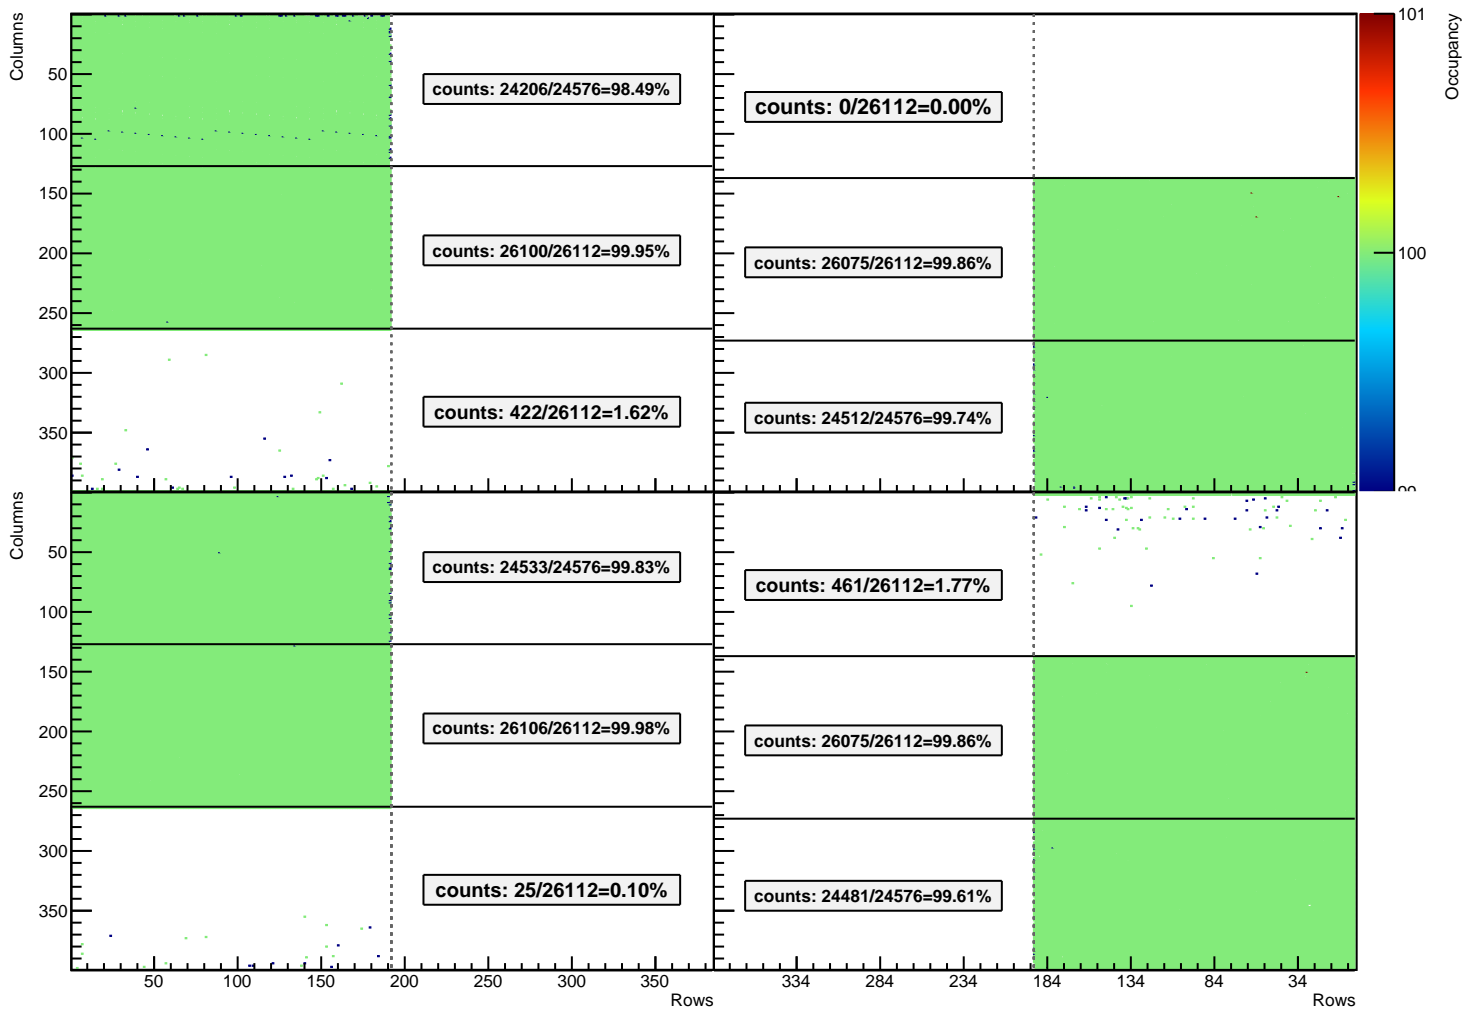 Columns
50
100
150
200
250
300
350
counts: 24206/24576=98.49%
counts: 26100/26112=99.95%
counts: 422/26112=1.62%
counts: 0/26112=0.00%
counts: 26075/26112=99.86%
counts: 24512/24576=99.74%
101
100
99
Occupancy
Columns
50
100
150
200
250
300
350
counts: 24533/24576=99.83%
counts: 26106/26112=99.98%
counts: 25/26112=0.10%
counts: 461/26112=1.77%
counts: 26075/26112=99.86%
counts: 24481/24576=99.61%
50 100 150 200 250 300 350
Rows
334 284 234 184 134 84 34
Rows